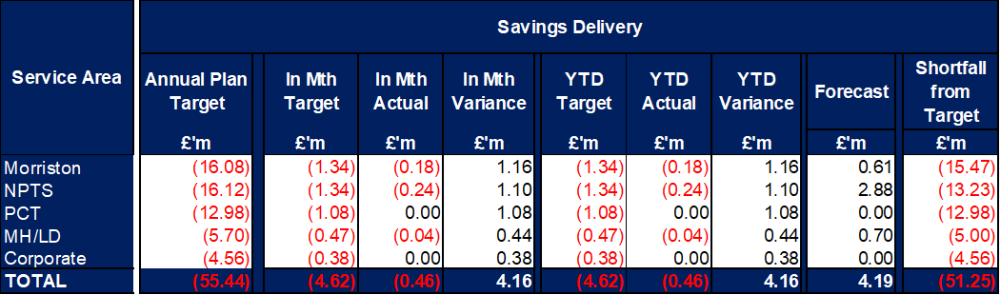 Savings Delivery
Service Area Annual Plan Target In Mth Target In Mth Actual In Mth Variance YTD Target YTD Actual YTD Variance Forecast Shortfall from Target
£'m £'m £'m £'m £'m £'m £'m £'m £'m
Morriston (16.08) (1.34) (0.18) 1.16 (1.34) (0.18) 1.16 0.61 (15.47)
NPTS (16.12) (1.34) (0.24) 1.10 (1.34) (0.24) 1.10 2.88 (13.23)
PCT (12.98) (1.08) 0.00 1.08 (1.08) 0.00 1.08 0.00 (12.98)
MH/LD (5.70) (0.47) (0.04) 0.44 (0.47) (0.04) 0.44 0.70 (5.00)
Corporate (4.56) (0.38) 0.00 0.38 (0.38) 0.00 0.38 0.00 (4.56)
TOTAL (55.44) (4.62) (0.46) 4.16 (4.62) (0.46) 4.16 4.19 (51.25)